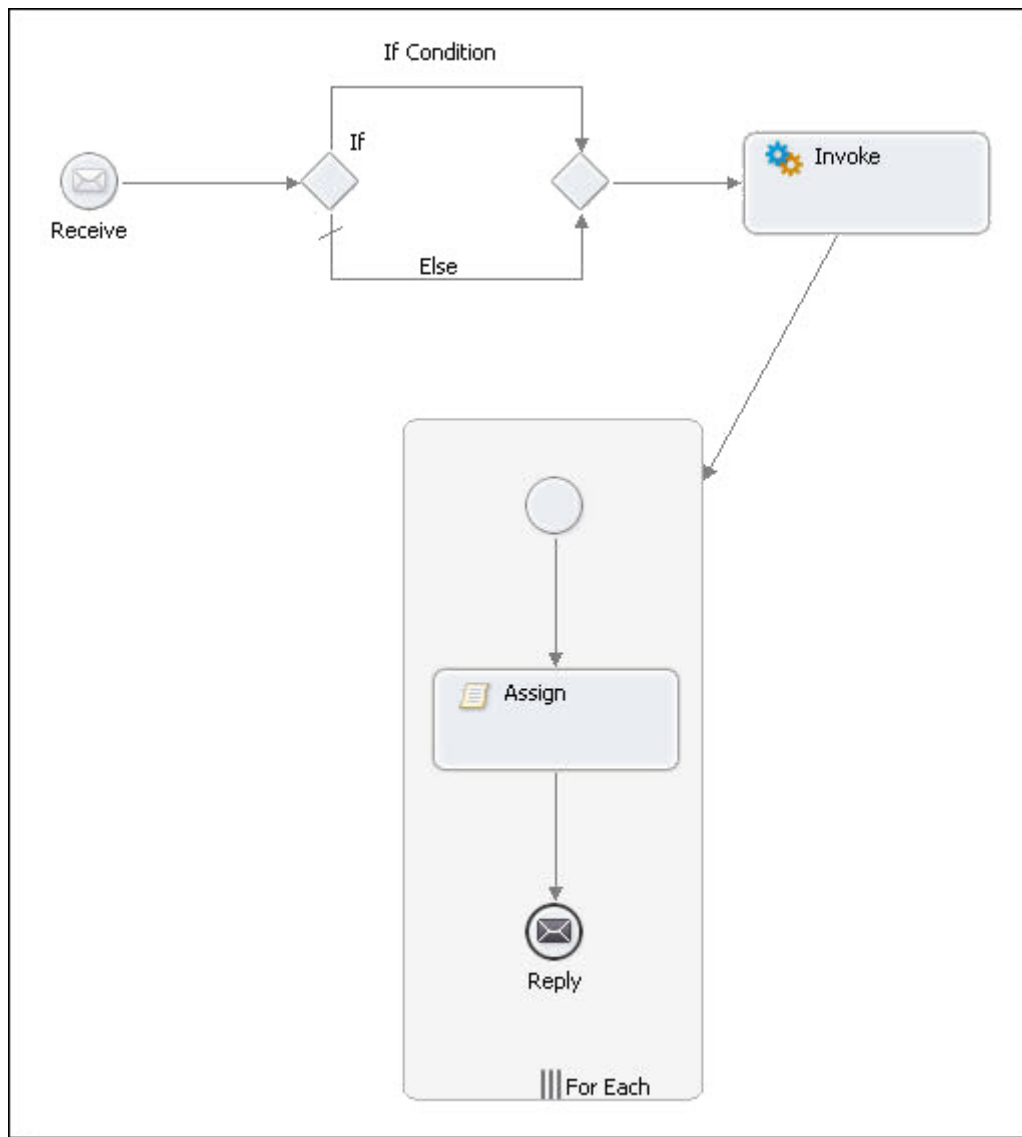 If Condition
If
Invoke
Receive
Else
Assign
Reply
For Each